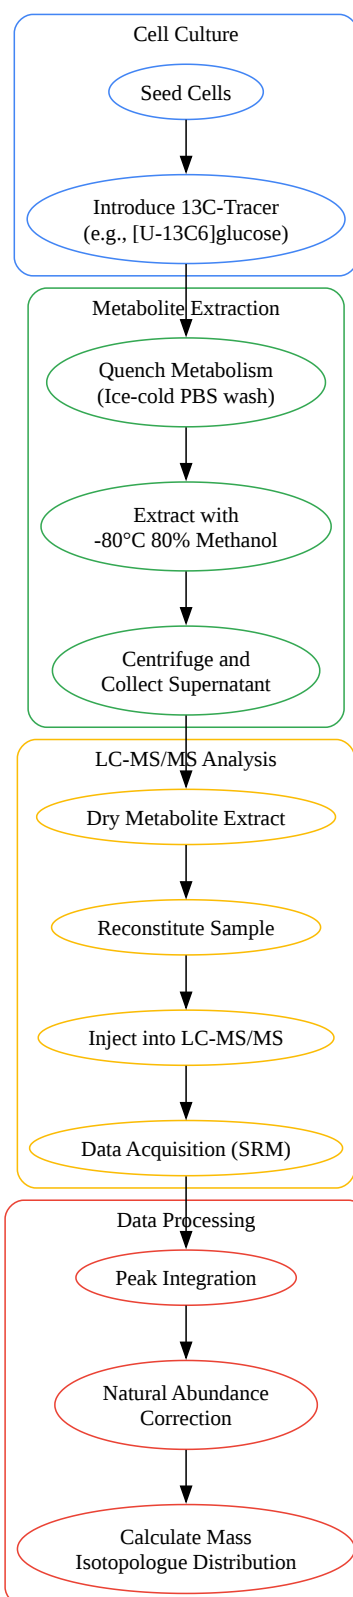 Cell Culture
Seed Cells
Introduce 13C-Tracer
(e.g., [U-13C6]glucose)
Metabolite Extraction
Quench Metabolism
(Ice-cold PBS wash)
Extract with
-80°C 80% Methanol
Centrifuge and
Collect Supernatant
LC-MS/MS Analysis
Dry Metabolite Extract
Reconstitute Sample
Inject into LC-MS/MS
Data Acquisition (SRM)
Data Processing
Peak Integration
Natural Abundance
Correction
Calculate Mass
Isotopologue Distribution